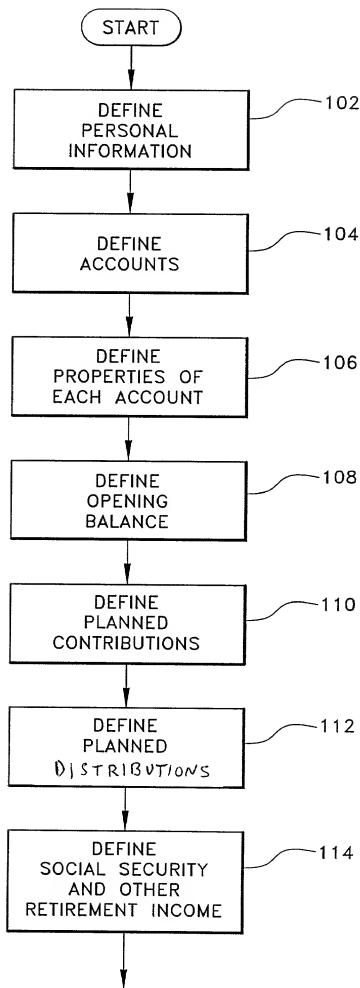 START
DEFINE
PERSONAL
INFORMATION
102
DEFINE
ACCOUNTS
104
DEFINE
PROPERTIES OF
EACH ACCOUNT
106
DEFINE
OPENING
BALANCE
108
DEFINE
PLANNED
CONTRIBUTIONS
110
DEFINE
PLANNED
DISTRIBUTIONS
112
DEFINE
SOCIAL SECURITY
AND OTHER
RETIREMENT INCOME
114